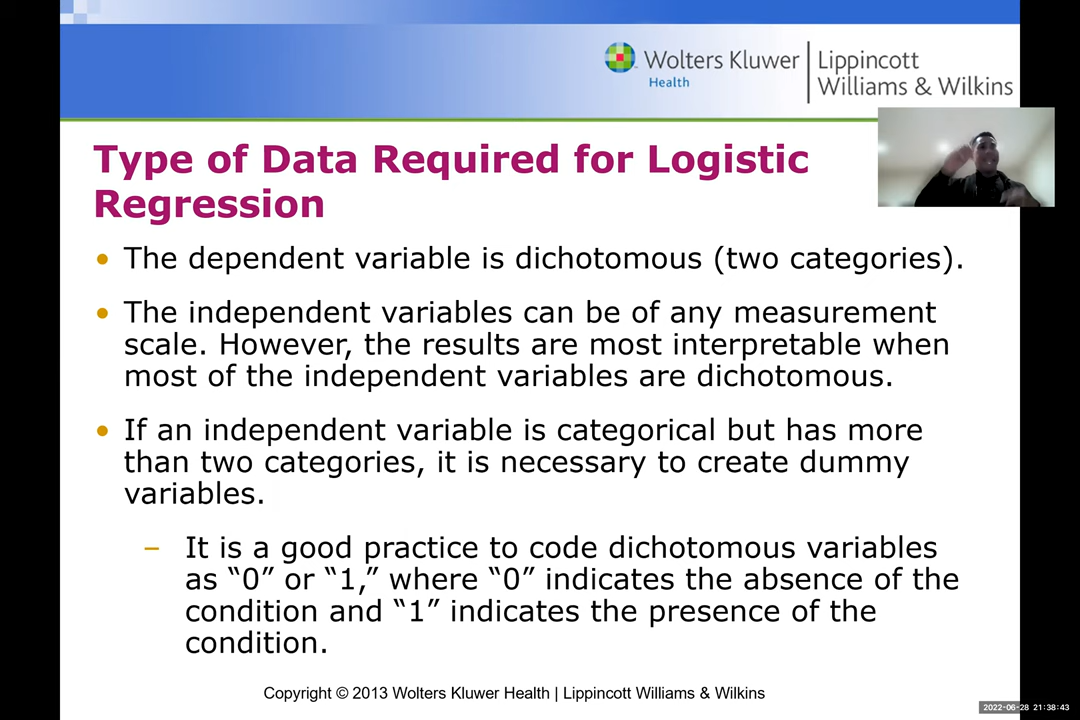 Wolters Kluwer
Health
Lippincott
Williams & Wilkins
Type of Data Required for Logistic
Regression
• The dependent variable is dichotomous (two categories).
• The independent variables can be of any measurement
scale. However, the results are most interpretable when
most of the independent variables are dichotomous.
• If an independent variable is categorical but has more
than two categories, it is necessary to create dummy
variables.
– It is a good practice to code dichotomous variables
as “0” or “1,” where “0” indicates the absence of the
condition and “1” indicates the presence of the
condition.
Copyright © 2013 Wolters Kluwer Health | Lippincott Williams & Wilkins
2022-06-28 21:38:43